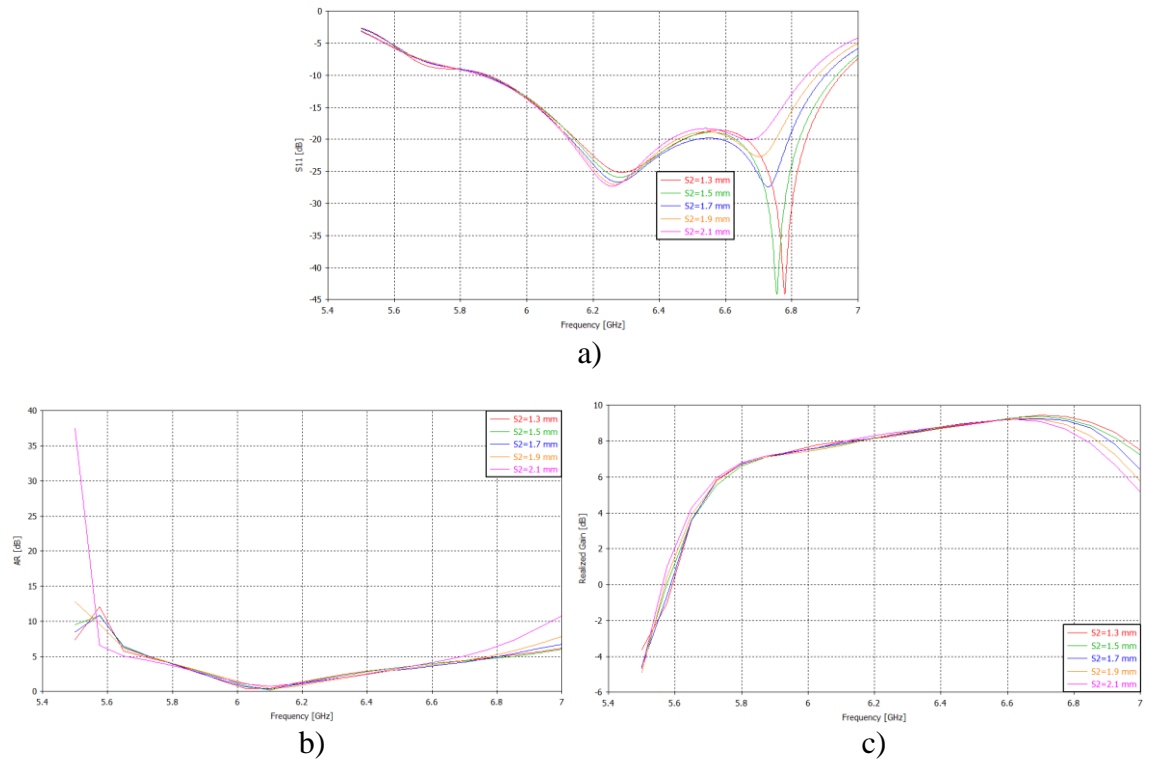 0
-5
-10
-15
-20
-25
-30
-35
-40
-45
S11 [dB]
S2=1.3 mm
S2=1.5 mm
S2=1.7 mm
S2=1.9 mm
S2=2.1 mm
5.4 5.6 5.8 6 6.2 6.4 6.6 6.8 7
Frequency [GHz]
a)
40
35
30
25
20
15
10
5
0
AR [dB]
S2=1.3 mm
S2=1.5 mm
S2=1.7 mm
S2=1.9 mm
S2=2.1 mm
5.4 5.6 5.8 6 6.2 6.4 6.6 6.8 7
Frequency [GHz]
b)
10
8
6
4
2
0
-2
-4
-6
Realized Gain [dB]
S2=1.3 mm
S2=1.5 mm
S2=1.7 mm
S2=1.9 mm
S2=2.1 mm
5.4 5.6 5.8 6 6.2 6.4 6.6 6.8 7
Frequency [GHz]
c)